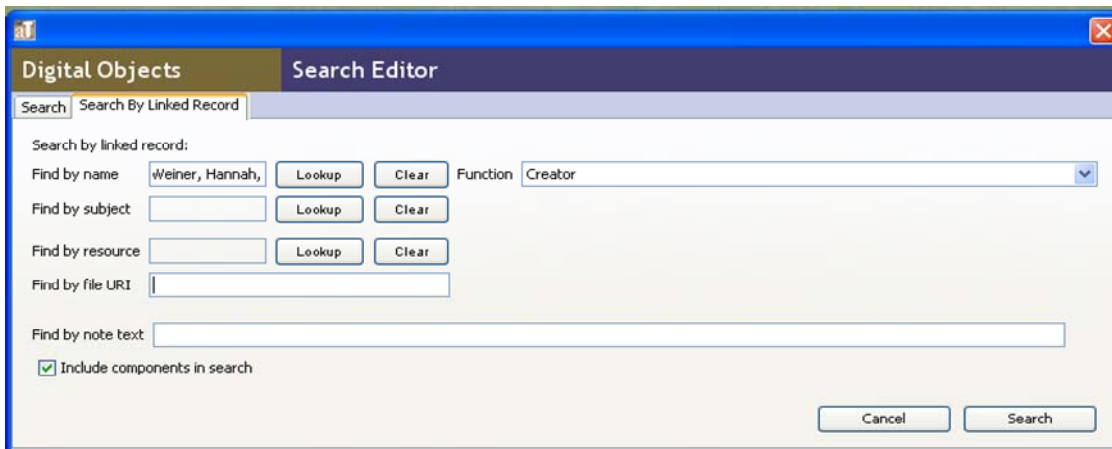 aT
Digital Objects Search Editor
Search Search By Linked Record
Search by linked record:
Find by name Weiner, Hannah, Lookup Clear Function Creator
Find by subject Lookup Clear
Find by resource Lookup Clear
Find by file URI
Find by note text
Include components in search
Cancel Search